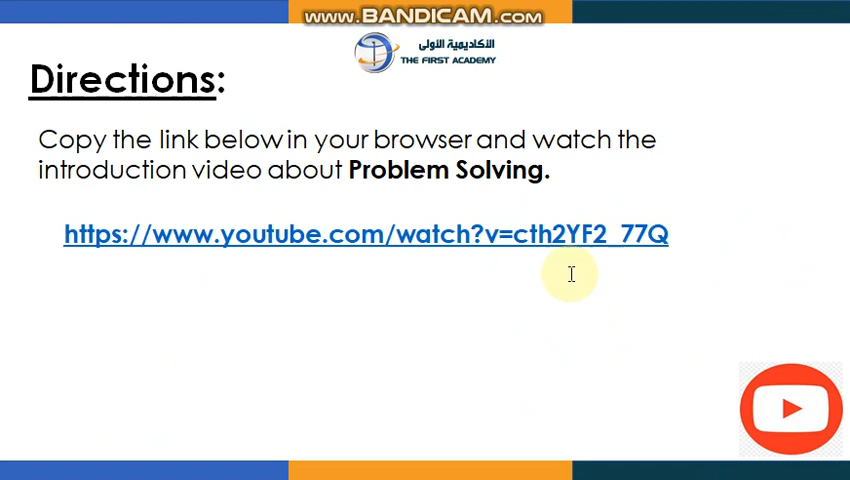 WWW.BANDICAM.COM
الأكاديمية الأولى
THE FIRST ACADEMY
Directions:
Copy the link below in your browser and watch the
introduction video about Problem Solving.
https://www.youtube.com/watch?v=cth2YF2_77Q